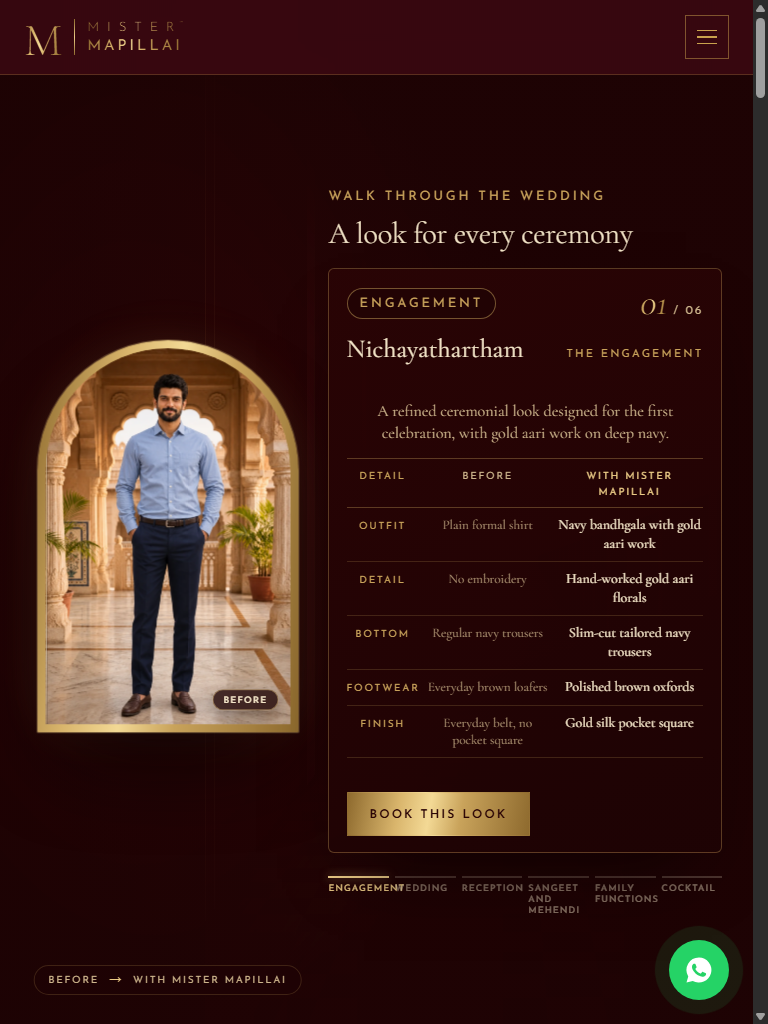 M
MISTER
MAPILLAI
WALK THROUGH THE WEDDING
A look for every ceremony
ENGAGEMENT
01 / 06
Nichayathartham
THE ENGAGEMENT
A refined ceremonial look designed for the first
celebration, with gold aari work on deep navy.
DETAIL BEFORE WITH MISTER
MAPILLAI
OUTFIT Plain formal shirt Navy bandhgala with gold
aari work
DETAIL No embroidery Hand-worked gold aari
florals
BOTTOM Regular navy trousers Slim-cut tailored navy
trousers
FOOTWEAR Everyday brown loafers Polished brown oxfords
FINISH Everyday belt, no
pocket square
Gold silk pocket square
BEFORE
BOOK THIS LOOK
ENGAGEMENT
WEDDING
RECEPTION
SANGEET
AND
MEHENDI
FAMILY
FUNCTIONS
COCKTAIL
BEFORE → WITH MISTER MAPILLAI